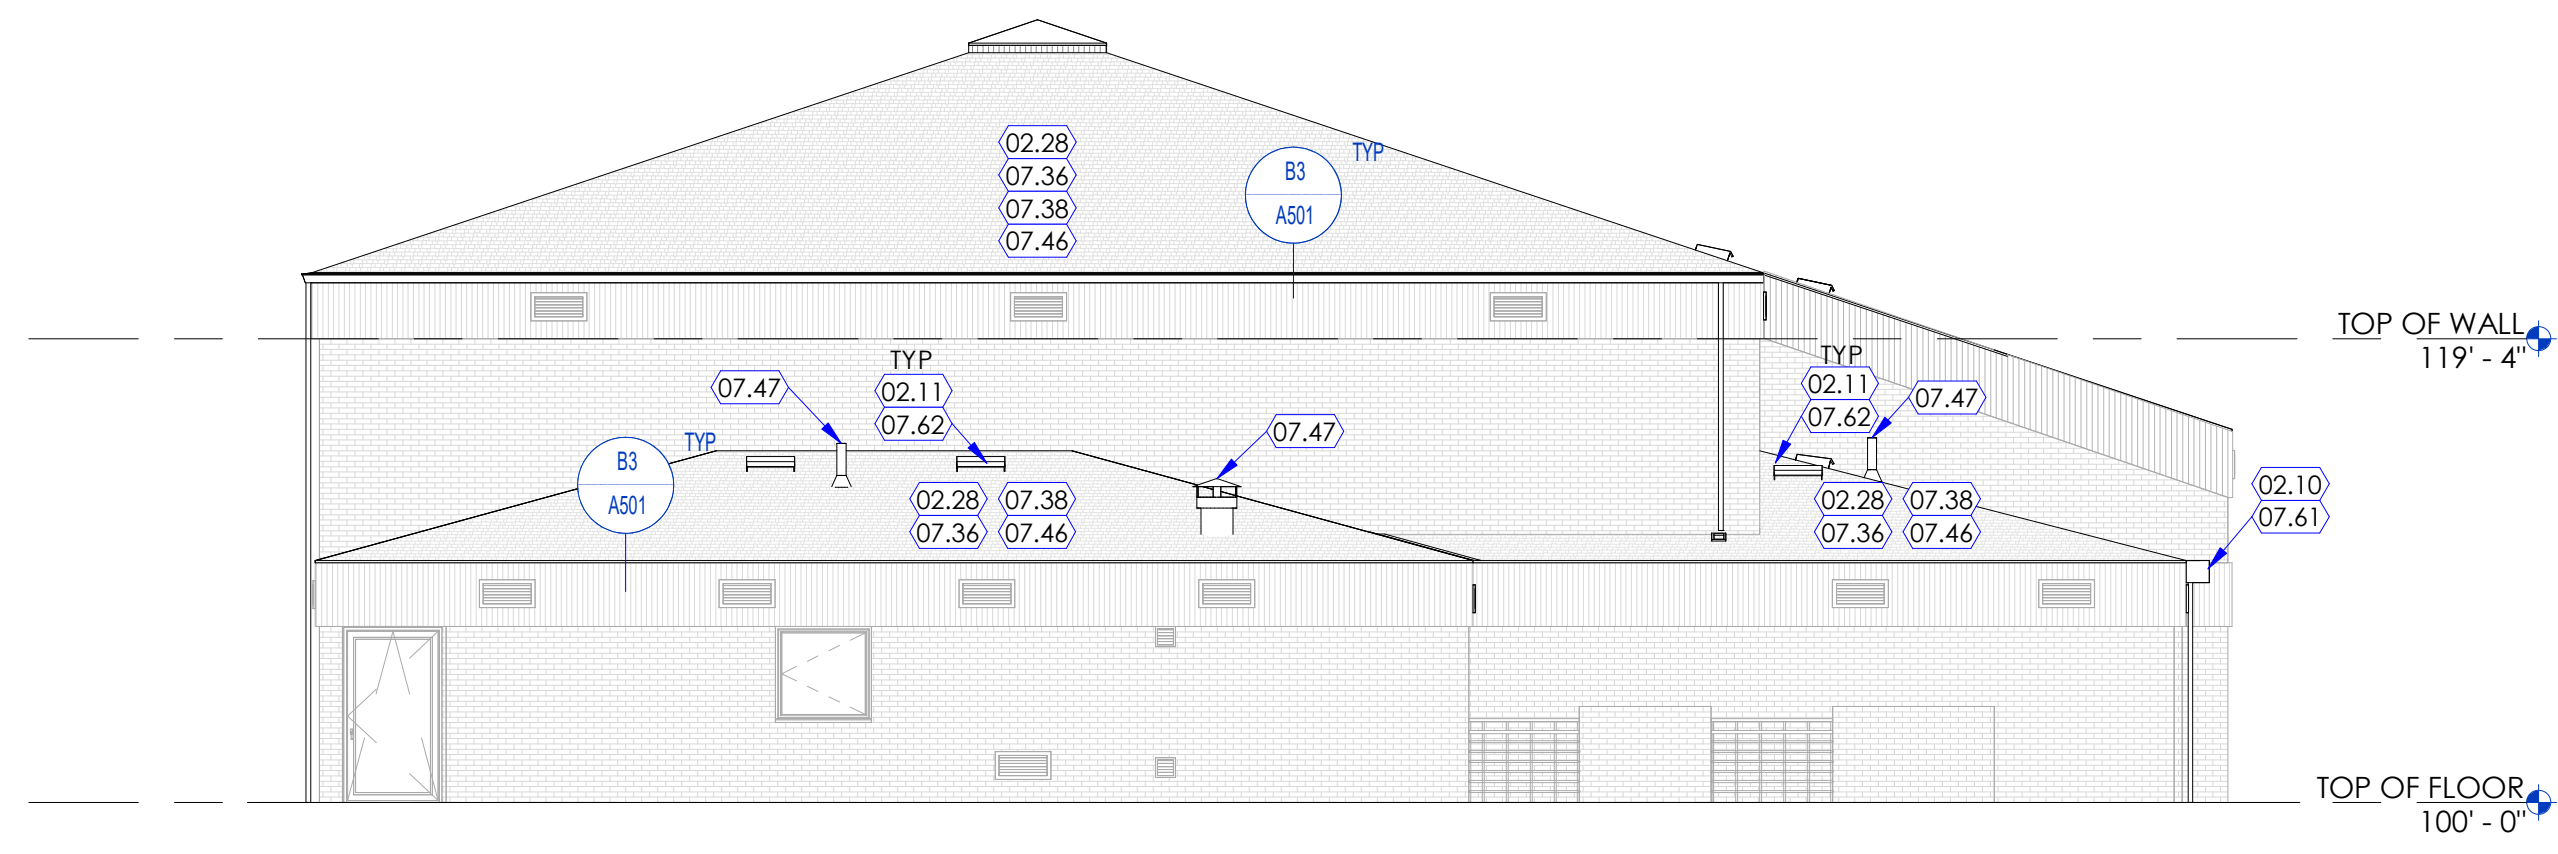 02.28
07.36
07.38
07.46
B3
A501
TYP
TOP OF WALL
119' - 4"
07.47
TYP
02.11
07.62
07.47
TYP
02.11
07.62
07.47
B3
A501
TYP
02.28 07.38
07.36 07.46
02.28 07.38
07.36 07.46
02.10
07.61
TOP OF FLOOR
100' - 0"